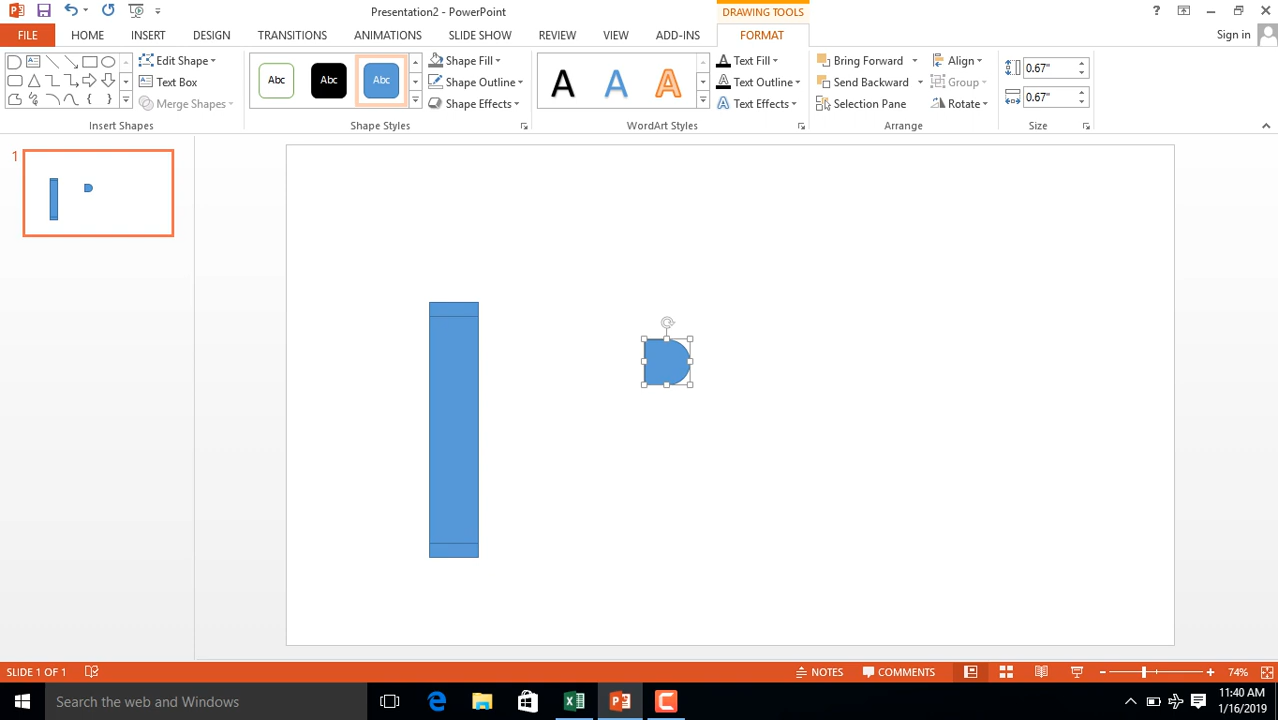 Presentation2 - PowerPoint
DRAWING TOOLS
?
FILE
HOME
INSERT
DESIGN
TRANSITIONS
ANIMATIONS
SLIDE SHOW
REVIEW
VIEW
ADD-INS
FORMAT
Sign in
Edit Shape
Text Box
Merge Shapes
Insert Shapes
Abc
Abc
Abc
Shape Fill
Shape Outline
Shape Effects
Shape Styles
A
A
A
WordArt Styles
Text Fill
Text Outline
Text Effects
Bring Forward
Send Backward
Selection Pane
Align
Group
Rotate
Arrange
0.67"
0.67"
Size
1
SLIDE 1 OF 1
NOTES
COMMENTS
74%
Search the web and Windows
11:40 AM
1/16/2019